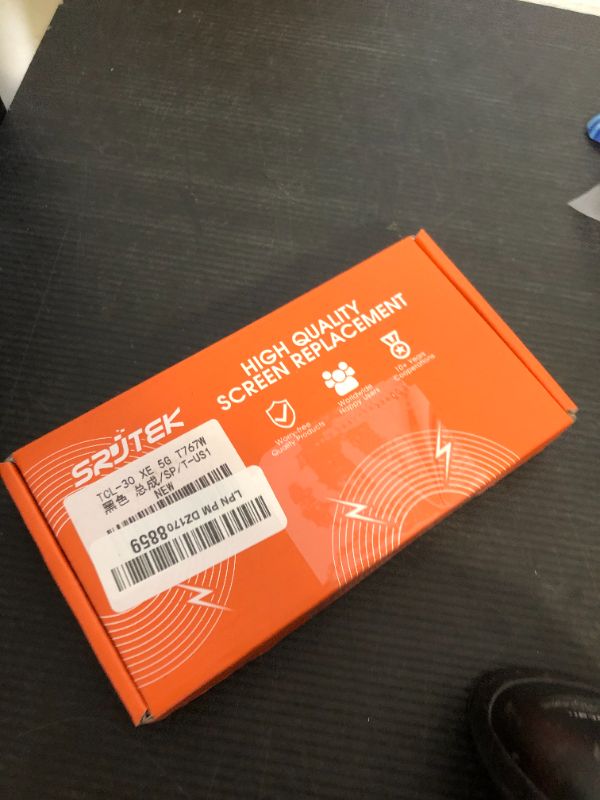 HIGH QUALITY
SCREEN REPLACEMENT
Worry-free
Quality Products
Worldwide
Happy Users
10+ Years
Cooperations
SRJTEK
TCL-30 XE 5G T767W
黑色 总成/SP/T-US1
NEW
LPN PM DZ1708859